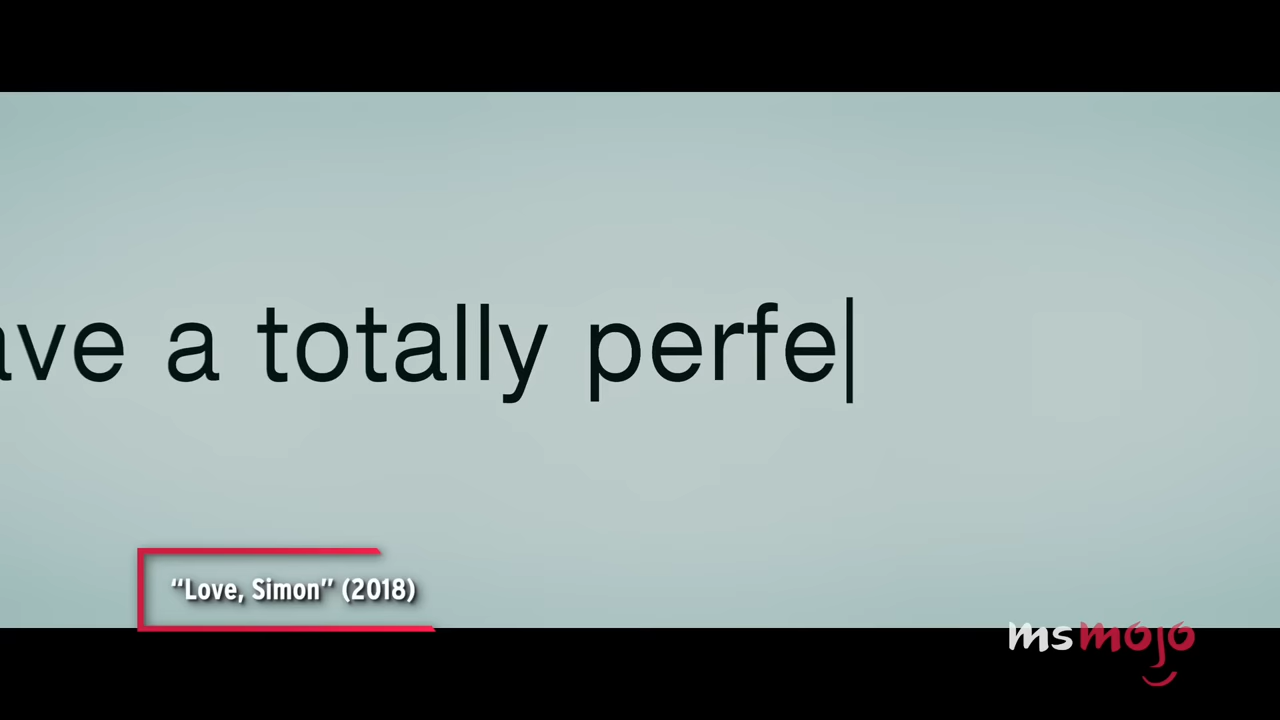 ave a totally perfe
“Love, Simon” (2018)
msmojo